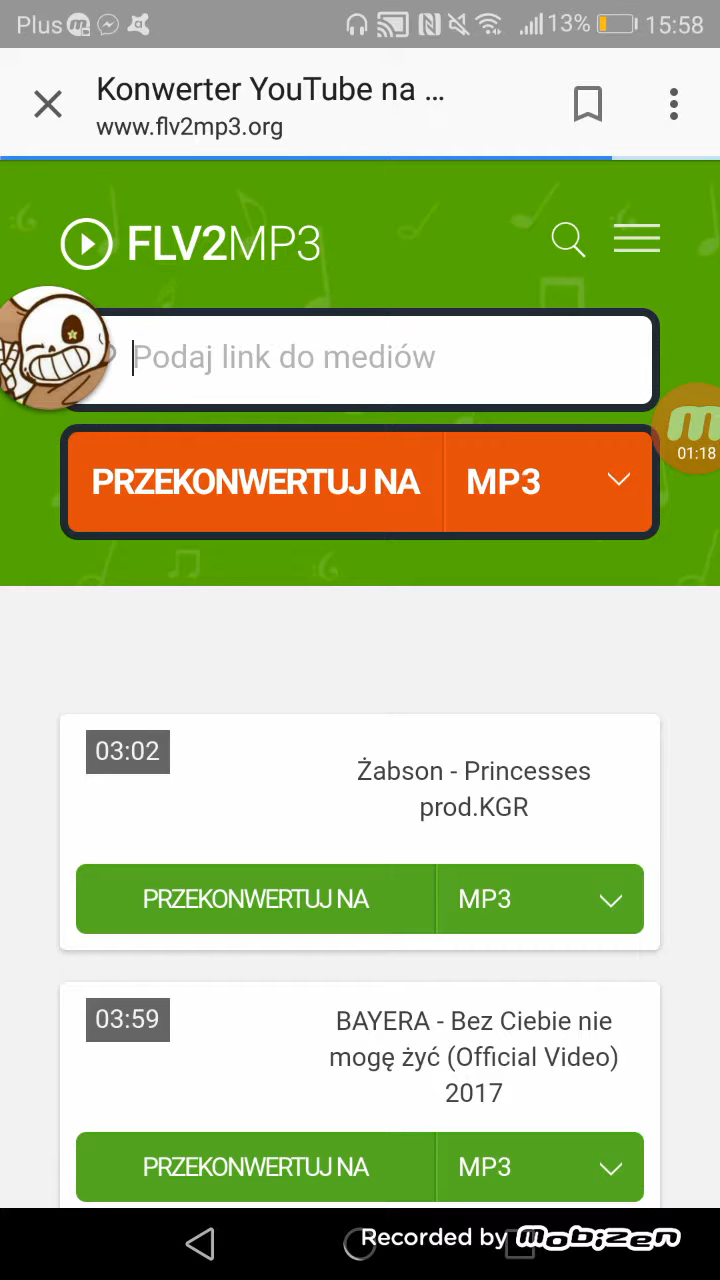 Plus 13% 15:58
Konwerter YouTube na ...
www.flv2mp3.org
FLV2MP3
Podaj link do mediów
PRZEKONWERTUJ NA MP3
01:18
03:02
Żabson - Princesses
prod.KGR
PRZEKONWERTUJ NA MP3
03:59
BAYERA - Bez Ciebie nie
mogę żyć (Official Video)
2017
PRZEKONWERTUJ NA MP3
Recorded by mobizen